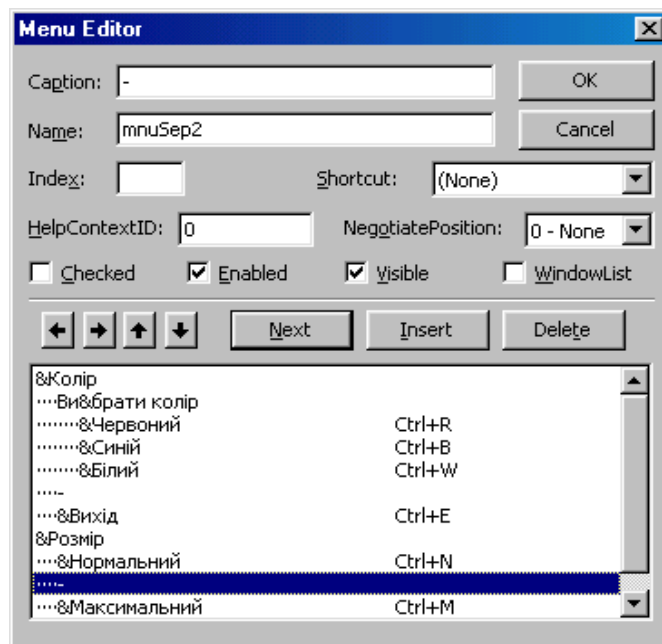 Menu Editor
Caption: - OK
Name: mnuSep2 Cancel
Index: Shortcut: (None)
HelpContextID: 0 NegotiatePosition: 0 - None
Checked Enabled Visible WindowList
Next Insert Delete
&Колір
····Ви&брати колір
········&Червоний Ctrl+R
········&Синій Ctrl+B
········&Білий Ctrl+W
····-
····&Вихід Ctrl+E
&Розмір
····&Нормальний Ctrl+N
····-
····&Максимальний Ctrl+M